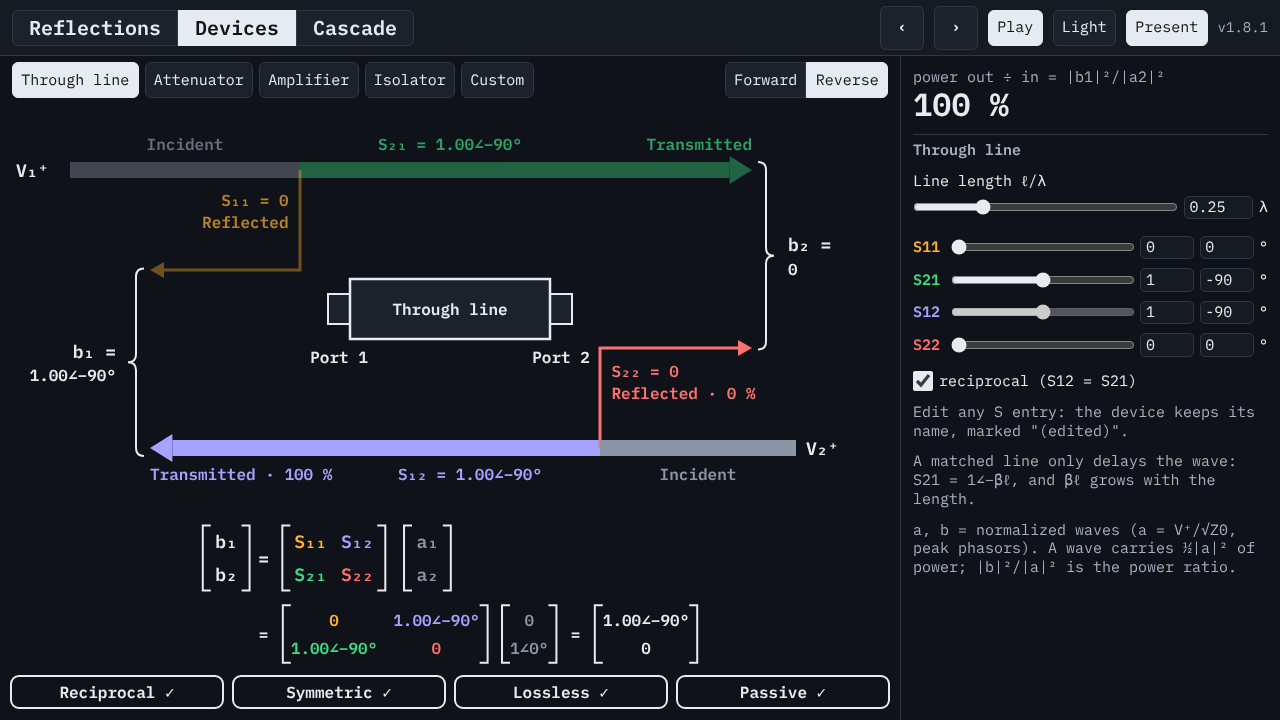 Reflections Devices Cascade ‹ › Play Light Present v1.8.1
Through line Attenuator Amplifier Isolator Custom Forward Reverse
Incident S₂₁ = 1.00∠−90° Transmitted
V₁⁺
S₁₁ = 0
Reflected
b₂ =
0
Through line
Port 1 Port 2
b₁ =
1.00∠−90°
S₂₂ = 0
Reflected · 0 %
V₂⁺
Transmitted · 100 % S₁₂ = 1.00∠−90° Incident
b₁ S₁₁ S₁₂ a₁
=
b₂ S₂₁ S₂₂ a₂
0 1.00∠−90° 0 1.00∠−90°
= =
1.00∠−90° 0 1∠0° 0
Reciprocal ✓ Symmetric ✓ Lossless ✓ Passive ✓
power out ÷ in = |b1|²/|a2|²
100 %
Through line
Line length ℓ/λ
0.25 λ
S11 0 0 °
S21 1 -90 °
S12 1 -90 °
S22 0 0 °
reciprocal (S12 = S21)
Edit any S entry: the device keeps its
name, marked "(edited)".
A matched line only delays the wave:
S21 = 1∠−βℓ, and βℓ grows with the
length.
a, b = normalized waves (a = V⁺/√Z0,
peak phasors). A wave carries ½|a|² of
power; |b|²/|a|² is the power ratio.